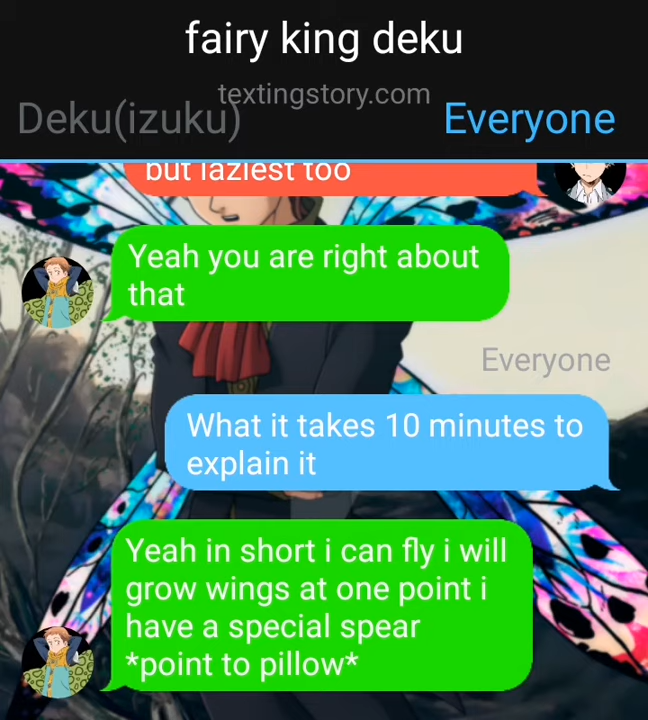 fairy king deku
textingstory.com
Deku(izuku)
Everyone
but laziest too
Yeah you are right about
that
Everyone
What it takes 10 minutes to
explain it
Yeah in short i can fly i will
grow wings at one point i
have a special spear
*point to pillow*